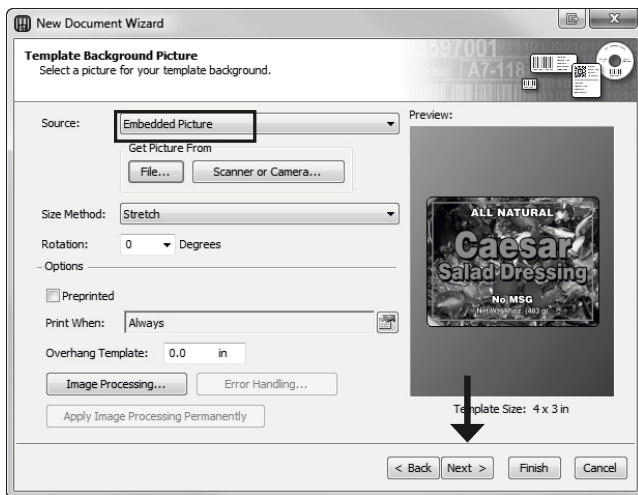 New Document Wizard
Template Background Picture
Select a picture for your template background.
3597001
A7-118
Source: Embedded Picture
Get Picture From
File... Scanner or Camera...
Size Method: Stretch
Rotation: 0 Degrees
Options
Preprinted
Print When: Always
Overhang Template: 0.0 in
Image Processing... Error Handling...
Apply Image Processing Permanently
Preview:
ALL NATURAL
Caesar
Salad Dressing
No MSG
Template Size: 4 x 3 in
< Back Next > Finish Cancel